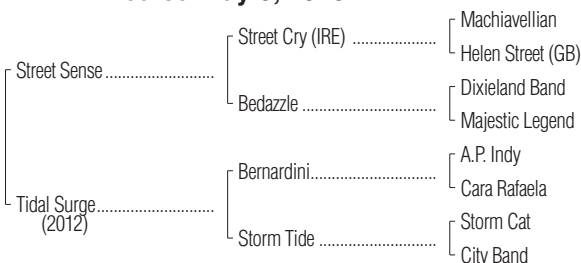 Machiavellian
Street Cry (IRE) ....................
Helen Street (GB)
Street Sense ..........................
Dixieland Band
Bedazzle ................................
Majestic Legend
A.P. Indy
Bernardini..............................
Cara Rafaela
Tidal Surge............................
(2012)
Storm Cat
Storm Tide ............................
City Band